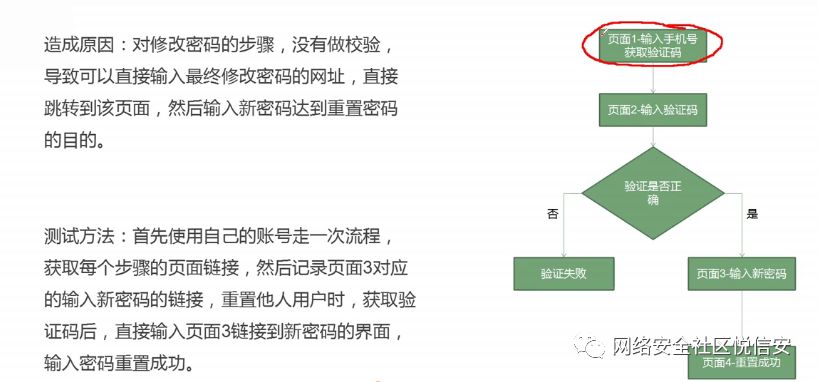 造成原因：对修改密码的步骤，没有做校验，
导致可以直接输入最终修改密码的网址，直接
跳转到该页面，然后输入新密码达到重置密码
的目的。
测试方法：首先使用自己的账号走一次流程，
获取每个步骤的页面链接，然后记录页面3对应
的输入新密码的链接，重置他人用户时，获取验
证码后，直接输入页面3链接到新密码的界面，
输入密码重置成功。
页面1-输入手机号
获取验证码
页面2-输入验证码
验证是否正
确
否
是
验证失败
页面3-输入新密码
网络安全社区悦信安
页面4-重置成功